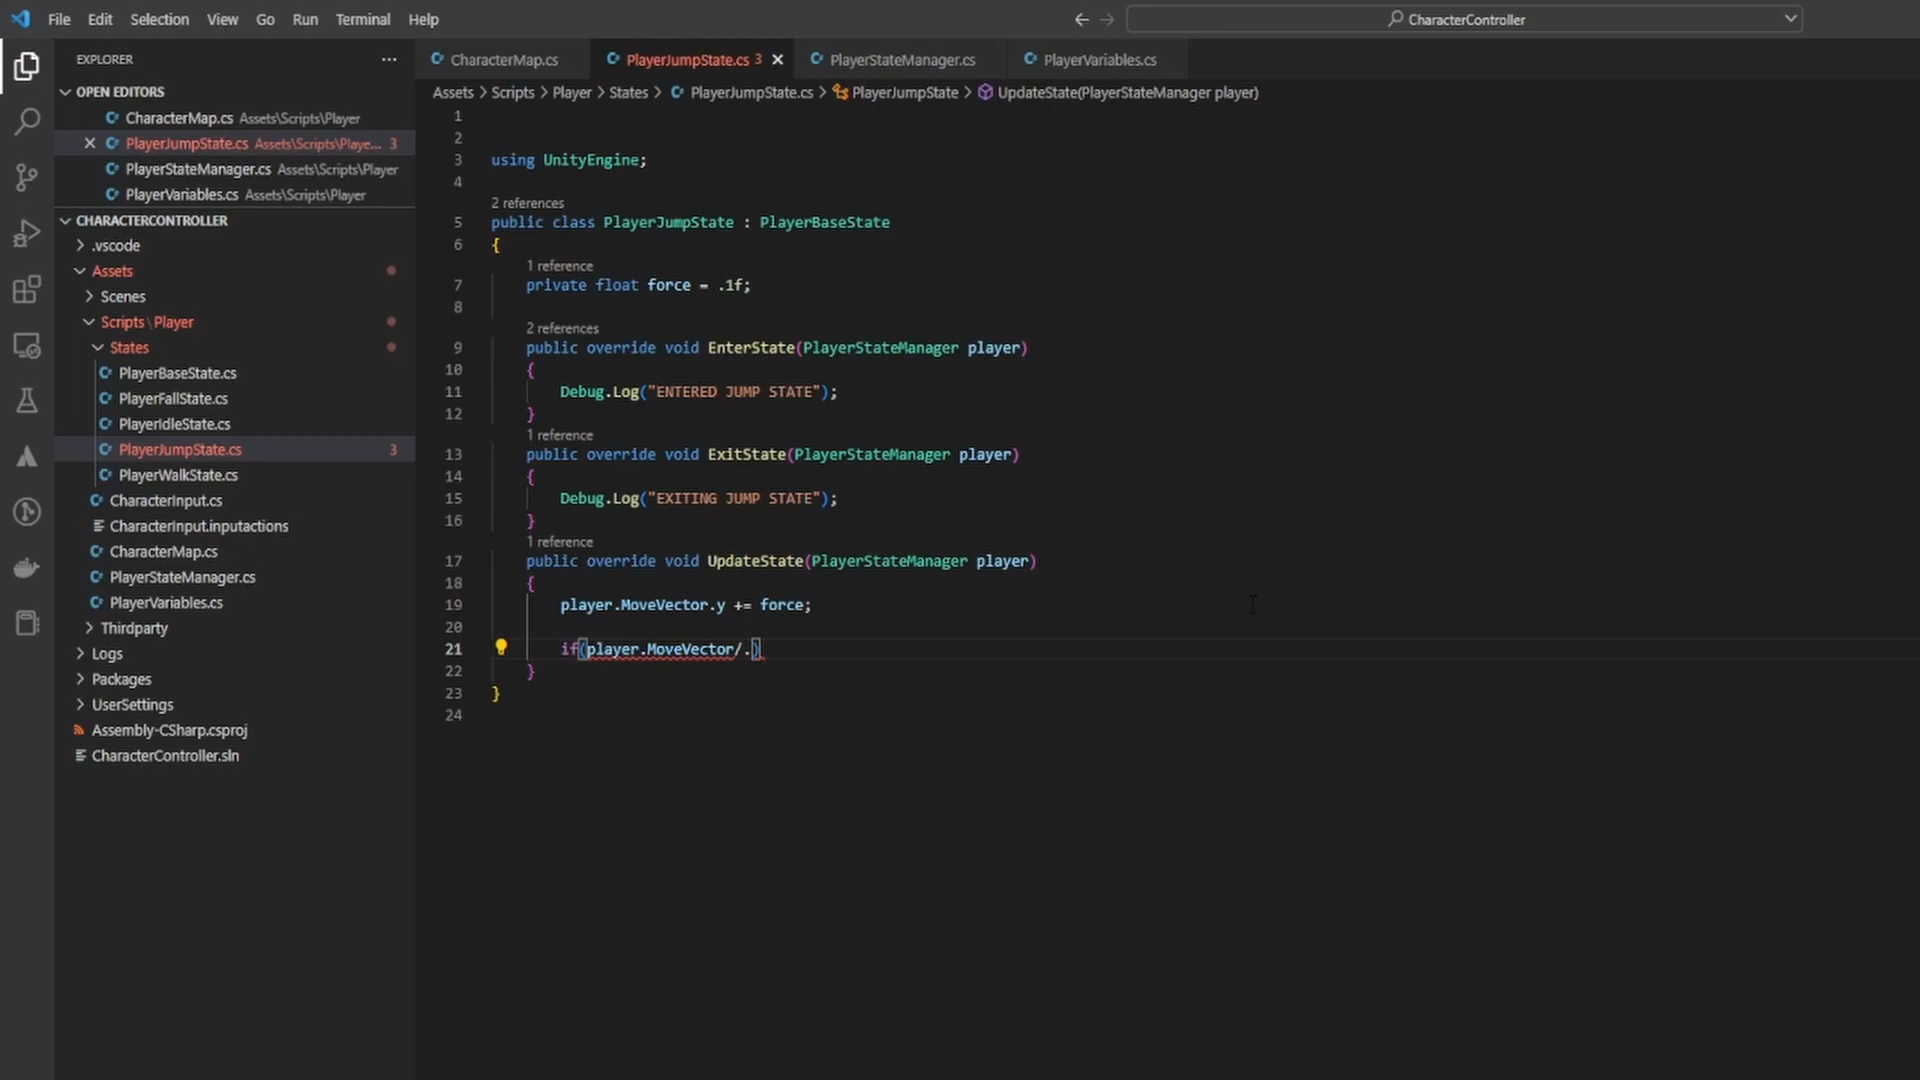 File Edit Selection View Go Run Terminal Help
CharacterController
EXPLORER
OPEN EDITORS
CharacterMap.cs Assets\Scripts\Player
PlayerJumpState.cs Assets\Scripts\Playe... 3
PlayerStateManager.cs Assets\Scripts\Player
PlayerVariables.cs Assets\Scripts\Player
CHARACTERCONTROLLER
.vscode
Assets
Scenes
Scripts\Player
States
PlayerBaseState.cs
PlayerFallState.cs
PlayerIdleState.cs
PlayerJumpState.cs 3
PlayerWalkState.cs
CharacterInput.cs
CharacterInput.inputactions
CharacterMap.cs
PlayerStateManager.cs
PlayerVariables.cs
Thirdparty
Logs
Packages
UserSettings
Assembly-CSharp.csproj
CharacterController.sln
CharacterMap.cs PlayerJumpState.cs 3 PlayerStateManager.cs PlayerVariables.cs
Assets > Scripts > Player > States > PlayerJumpState.cs > PlayerJumpState > UpdateState(PlayerStateManager player)
1
2
3 using UnityEngine;
4
2 references
5 public class PlayerJumpState : PlayerBaseState
6 {
1 reference
7 private float force = .1f;
8
2 references
9 public override void EnterState(PlayerStateManager player)
10 {
11 Debug.Log("ENTERED JUMP STATE");
12 }
1 reference
13 public override void ExitState(PlayerStateManager player)
14 {
15 Debug.Log("EXITING JUMP STATE");
16 }
1 reference
17 public override void UpdateState(PlayerStateManager player)
18 {
19 player.MoveVector.y += force;
20
21 if(player.MoveVector/.)
22 }
23 }
24